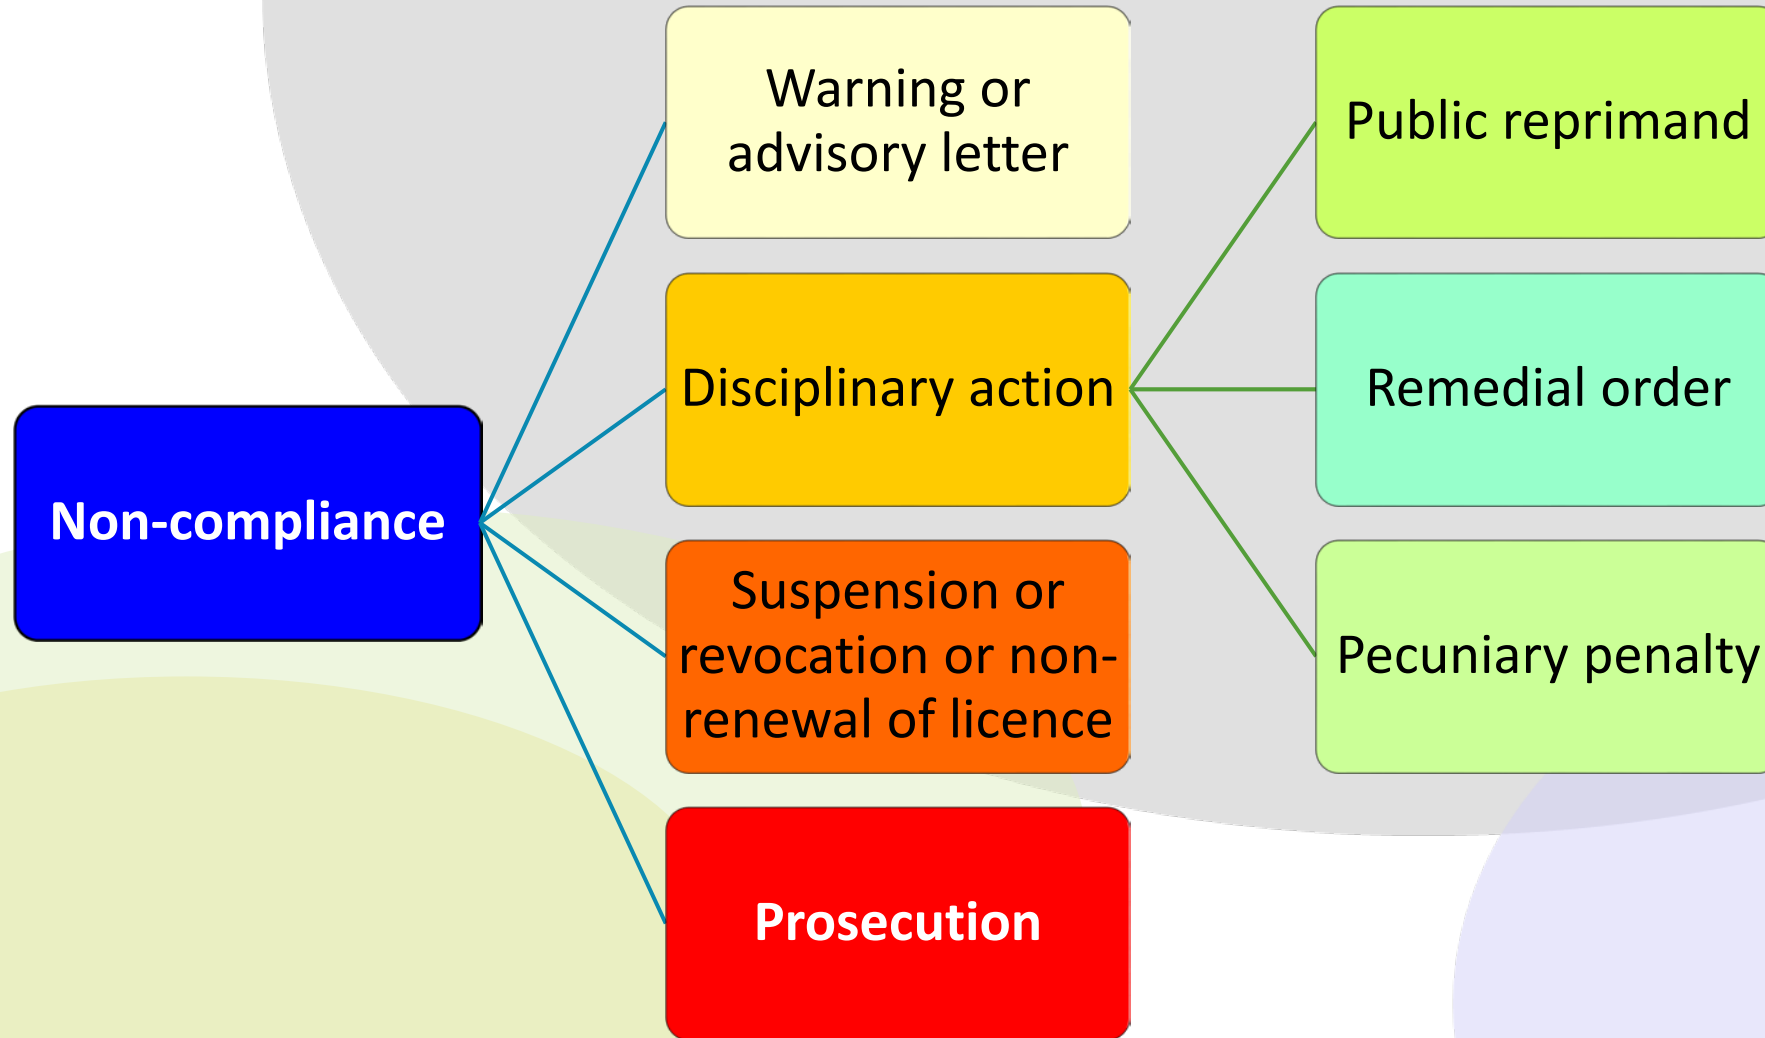 Non-compliance
Warning or
advisory letter
Disciplinary action
Suspension or
revocation or non-
renewal of licence
Prosecution
Public reprimand
Remedial order
Pecuniary penalty